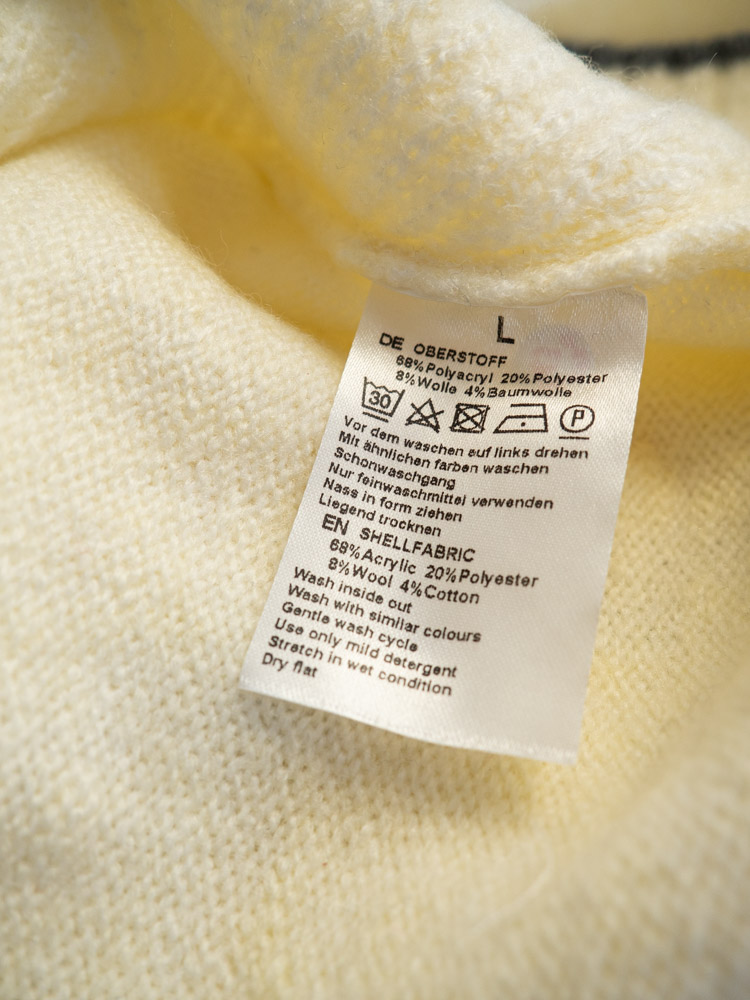 L
DE OBERSTOFF
68%Polyacryl 20%Polyester
8%Wolle 4%Baumwolle
30 P
Vor dem waschen auf links drehen
Mit ähnlichen farben waschen
Schonwaschgang
Nur feinwaschmittel verwenden
Nass in form ziehen
Liegend trocknen
EN SHELLFABRIC
68%Acrylic 20%Polyester
8%Wool 4%Cotton
Wash inside out
Wash with similar colours
Gentle wash cycle
Use only mild detergent
Stretch in wet condition
Dry flat